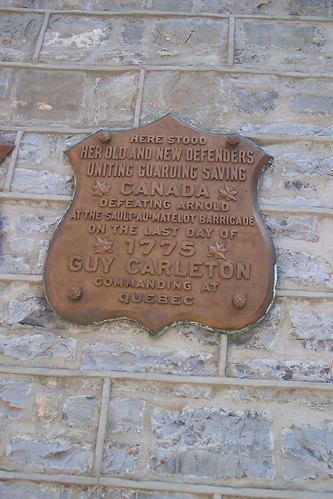 HERE STOOD
HER OLD AND NEW DEFENDERS
UNITING GUARDING SAVING
CANADA
DEFEATING ARNOLD
AT THE SAULT-AU-MATELOT BARRICADE
ON THE LAST DAY OF
1775
GUY CARLETON
COMMANDING AT
QUEBEC